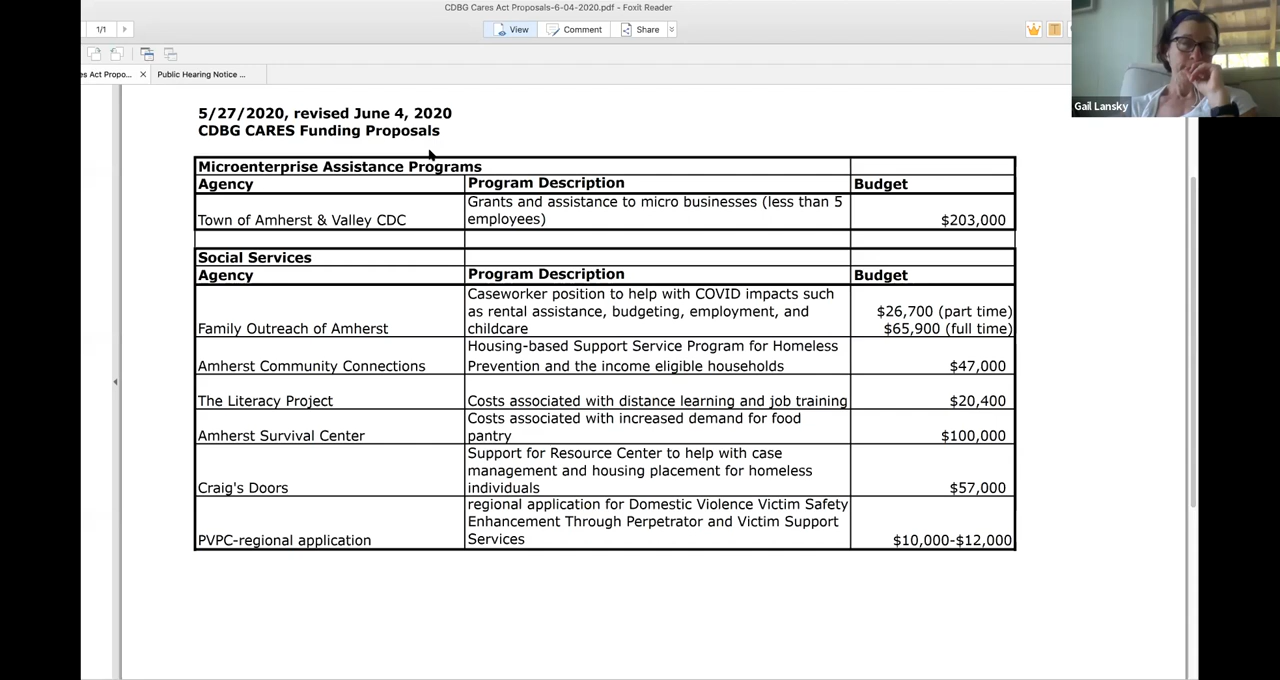 CDBG Cares Act Proposals-6-04-2020.pdf - Foxit Reader
1/1
View
Comment
Share
es Act Propo...
Public Hearing Notice ...
Gail Lansky
5/27/2020, revised June 4, 2020
CDBG CARES Funding Proposals
Microenterprise Assistance Programs
Agency Program Description Budget
Grants and assistance to micro businesses (less than 5
Town of Amherst & Valley CDC employees) $203,000
Social Services
Agency Program Description Budget
Caseworker position to help with COVID impacts such
as rental assistance, budgeting, employment, and $26,700 (part time)
Family Outreach of Amherst childcare $65,900 (full time)
Housing-based Support Service Program for Homeless
Amherst Community Connections Prevention and the income eligible households $47,000
The Literacy Project Costs associated with distance learning and job training $20,400
Costs associated with increased demand for food
Amherst Survival Center pantry $100,000
Support for Resource Center to help with case
management and housing placement for homeless
Craig's Doors individuals $57,000
regional application for Domestic Violence Victim Safety
Enhancement Through Perpetrator and Victim Support
PVPC-regional application Services $10,000-$12,000